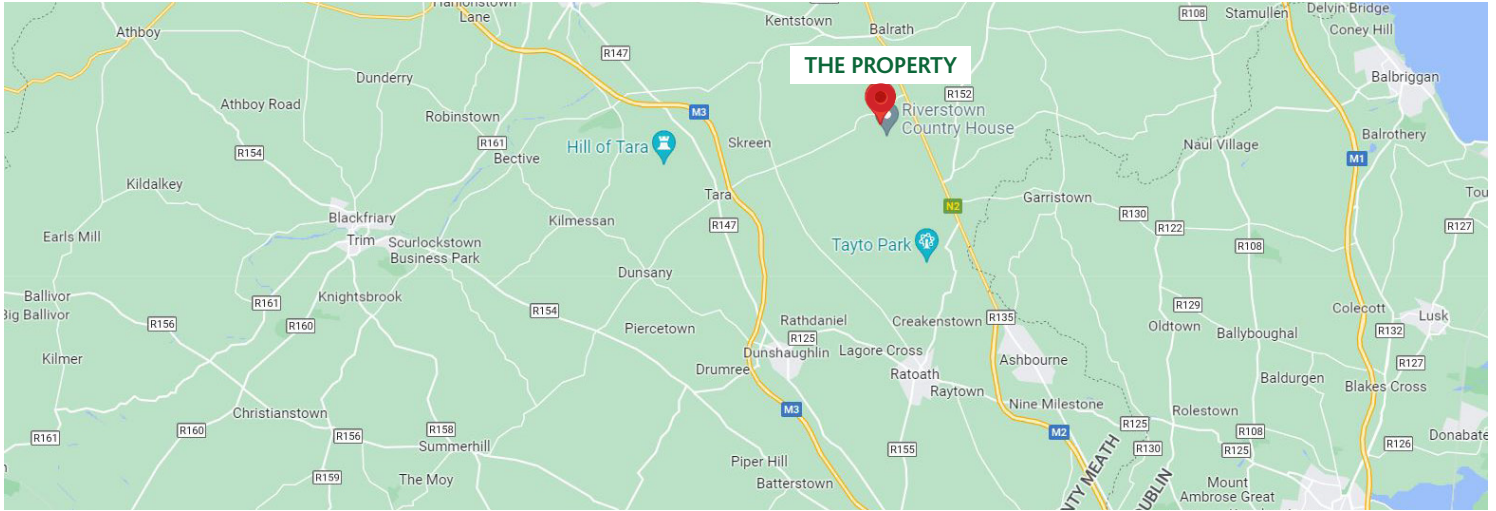 Hanlonstown
Lane
Athboy
R147
Kentstown
Balrath
R108
Stamullen
Delvin Bridge
Coney Hill
THE PROPERTY
Dunderry
Balbriggan
Athboy Road
Robinstown
M3
R152
Riverstown
Country House
Balrothery
R161
Hill of Tara
Skreen
Naul Village
M1
R154
Bective
Kildalkey
Tara
N2
Garristown
Tou
Blackfriary
Kilmessan
R147
R130
R122
R127
Earls Mill
Trim
Scurlockstown
Business Park
Tayto Park
R108
Dunsany
Ballivor
Big Ballivor
R161
Knightsbrook
R154
R129
Colecott
Lusk
R156
R160
Piercetown
Rathdaniel
Creakenstown
R135
Oldtown
Ballyboughal
R132
R125
Kilmer
Dunshaughlin
Lagore Cross
Ashbourne
R127
Drumree
Ratoath
Raytown
Baldurgen
Blakes Cross
Christianstown
M3
Nine Milestone
Rolestown
R161
R160
R156
R158
M2
R125
R108
Donabate
Summerhill
R155
R130
R125
R126
Piper Hill
The Moy
R159
Batterstown
NTY MEATH
UBLIN
Mount
Ambrose Great